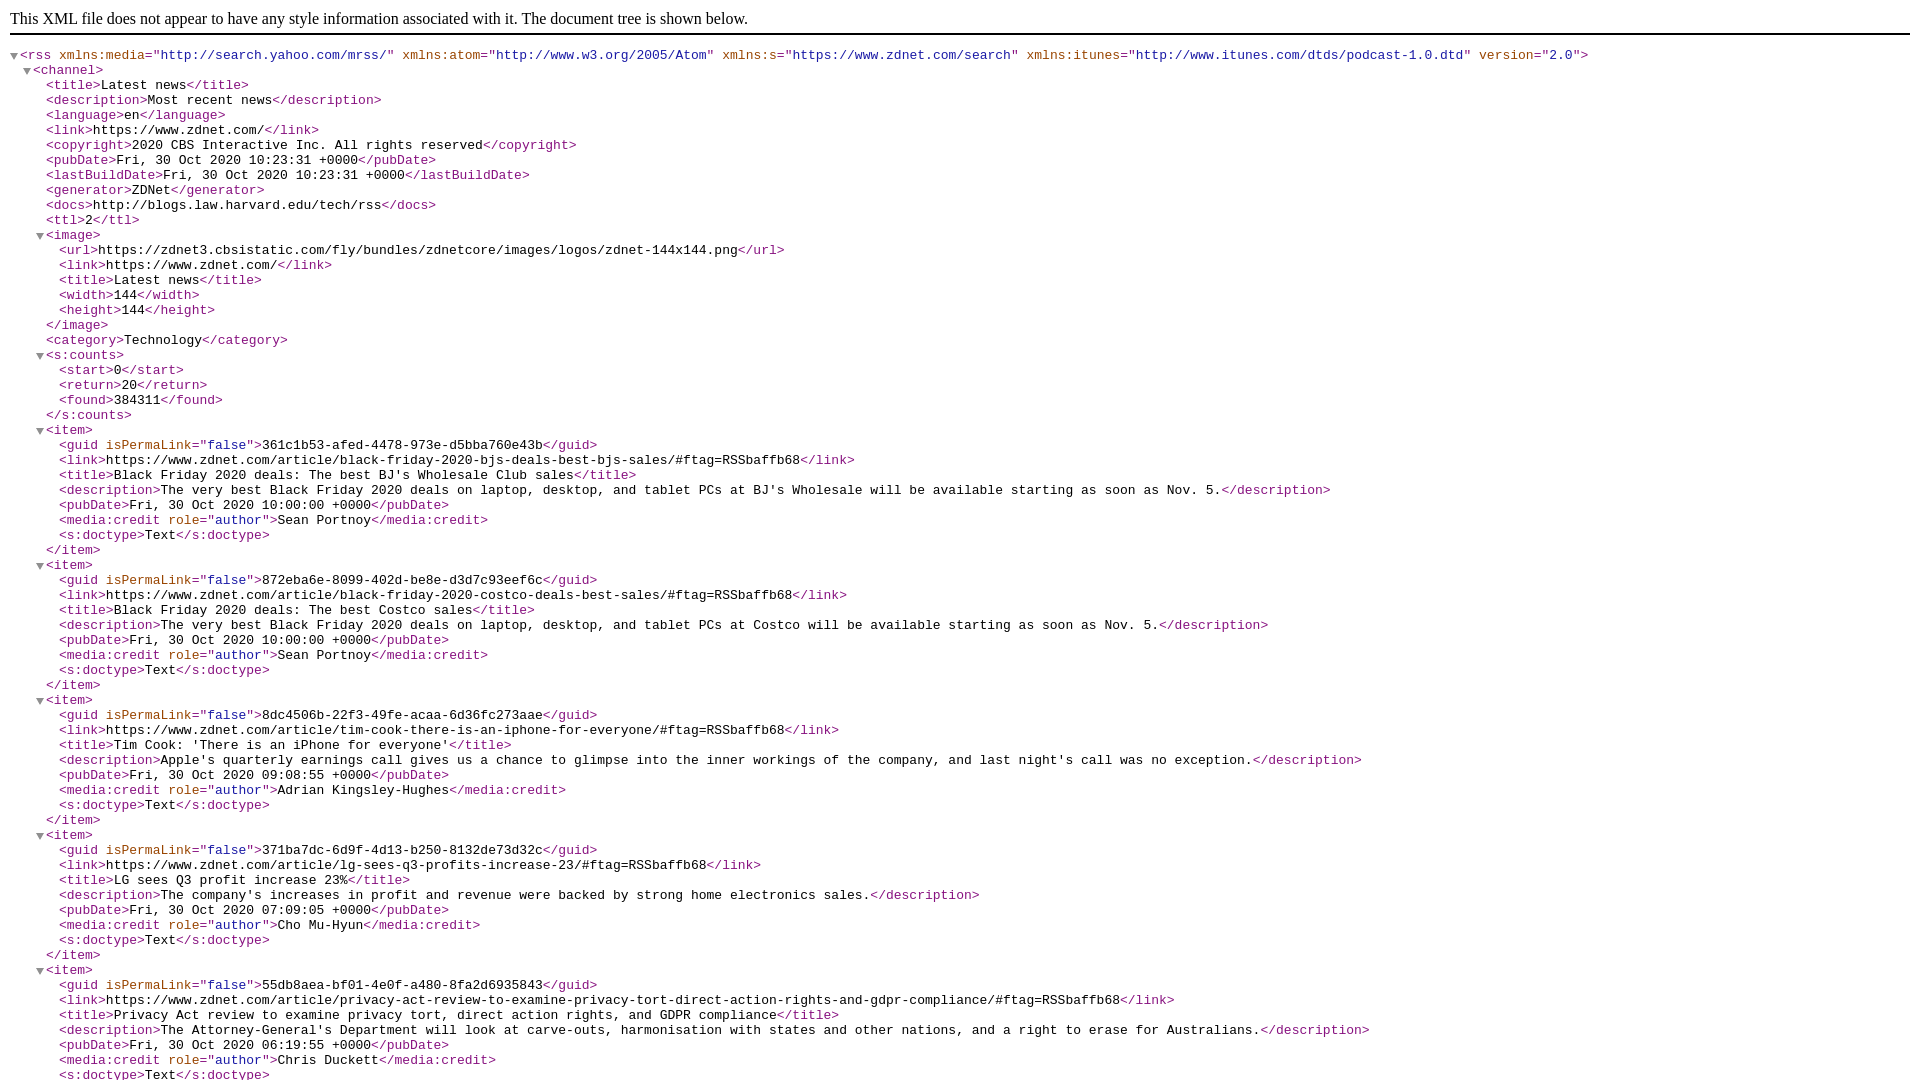 This XML file does not appear to have any style information associated with it. The document tree is shown below.
<rss xmlns:media="http://search.yahoo.com/mrss/" xmlns:atom="http://www.w3.org/2005/Atom" xmlns:s="https://www.zdnet.com/search" xmlns:itunes="http://www.itunes.com/dtds/podcast-1.0.dtd" version="2.0">
<channel>
<title>Latest news</title>
<description>Most recent news</description>
<language>en</language>
<link>https://www.zdnet.com/</link>
<copyright>2020 CBS Interactive Inc. All rights reserved</copyright>
<pubDate>Fri, 30 Oct 2020 10:23:31 +0000</pubDate>
<lastBuildDate>Fri, 30 Oct 2020 10:23:31 +0000</lastBuildDate>
<generator>ZDNet</generator>
<docs>http://blogs.law.harvard.edu/tech/rss</docs>
<ttl>2</ttl>
<image>
<url>https://zdnet3.cbsistatic.com/fly/bundles/zdnetcore/images/logos/zdnet-144x144.png</url>
<link>https://www.zdnet.com/</link>
<title>Latest news</title>
<width>144</width>
<height>144</height>
</image>
<category>Technology</category>
<s:counts>
<start>0</start>
<return>20</return>
<found>384311</found>
</s:counts>
<item>
<guid isPermaLink="false">361c1b53-afed-4478-973e-d5bba760e43b</guid>
<link>https://www.zdnet.com/article/black-friday-2020-bjs-deals-best-bjs-sales/#ftag=RSSbaffb68</link>
<title>Black Friday 2020 deals: The best BJ's Wholesale Club sales</title>
<description>The very best Black Friday 2020 deals on laptop, desktop, and tablet PCs at BJ's Wholesale will be available starting as soon as Nov. 5.</description>
<pubDate>Fri, 30 Oct 2020 10:00:00 +0000</pubDate>
<media:credit role="author">Sean Portnoy</media:credit>
<s:doctype>Text</s:doctype>
</item>
<item>
<guid isPermaLink="false">872eba6e-8099-402d-be8e-d3d7c93eef6c</guid>
<link>https://www.zdnet.com/article/black-friday-2020-costco-deals-best-sales/#ftag=RSSbaffb68</link>
<title>Black Friday 2020 deals: The best Costco sales</title>
<description>The very best Black Friday 2020 deals on laptop, desktop, and tablet PCs at Costco will be available starting as soon as Nov. 5.</description>
<pubDate>Fri, 30 Oct 2020 10:00:00 +0000</pubDate>
<media:credit role="author">Sean Portnoy</media:credit>
<s:doctype>Text</s:doctype>
</item>
<item>
<guid isPermaLink="false">8dc4506b-22f3-49fe-acaa-6d36fc273aae</guid>
<link>https://www.zdnet.com/article/tim-cook-there-is-an-iphone-for-everyone/#ftag=RSSbaffb68</link>
<title>Tim Cook: 'There is an iPhone for everyone'</title>
<description>Apple's quarterly earnings call gives us a chance to glimpse into the inner workings of the company, and last night's call was no exception.</description>
<pubDate>Fri, 30 Oct 2020 09:08:55 +0000</pubDate>
<media:credit role="author">Adrian Kingsley-Hughes</media:credit>
<s:doctype>Text</s:doctype>
</item>
<item>
<guid isPermaLink="false">371ba7dc-6d9f-4d13-b250-8132de73d32c</guid>
<link>https://www.zdnet.com/article/lg-sees-q3-profits-increase-23/#ftag=RSSbaffb68</link>
<title>LG sees Q3 profit increase 23%</title>
<description>The company's increases in profit and revenue were backed by strong home electronics sales.</description>
<pubDate>Fri, 30 Oct 2020 07:09:05 +0000</pubDate>
<media:credit role="author">Cho Mu-Hyun</media:credit>
<s:doctype>Text</s:doctype>
</item>
<item>
<guid isPermaLink="false">55db8aea-bf01-4e0f-a480-8fa2d6935843</guid>
<link>https://www.zdnet.com/article/privacy-act-review-to-examine-privacy-tort-direct-action-rights-and-gdpr-compliance/#ftag=RSSbaffb68</link>
<title>Privacy Act review to examine privacy tort, direct action rights, and GDPR compliance</title>
<description>The Attorney-General's Department will look at carve-outs, harmonisation with states and other nations, and a right to erase for Australians.</description>
<pubDate>Fri, 30 Oct 2020 06:19:55 +0000</pubDate>
<media:credit role="author">Chris Duckett</media:credit>
<s:doctype>Text</s:doctype>